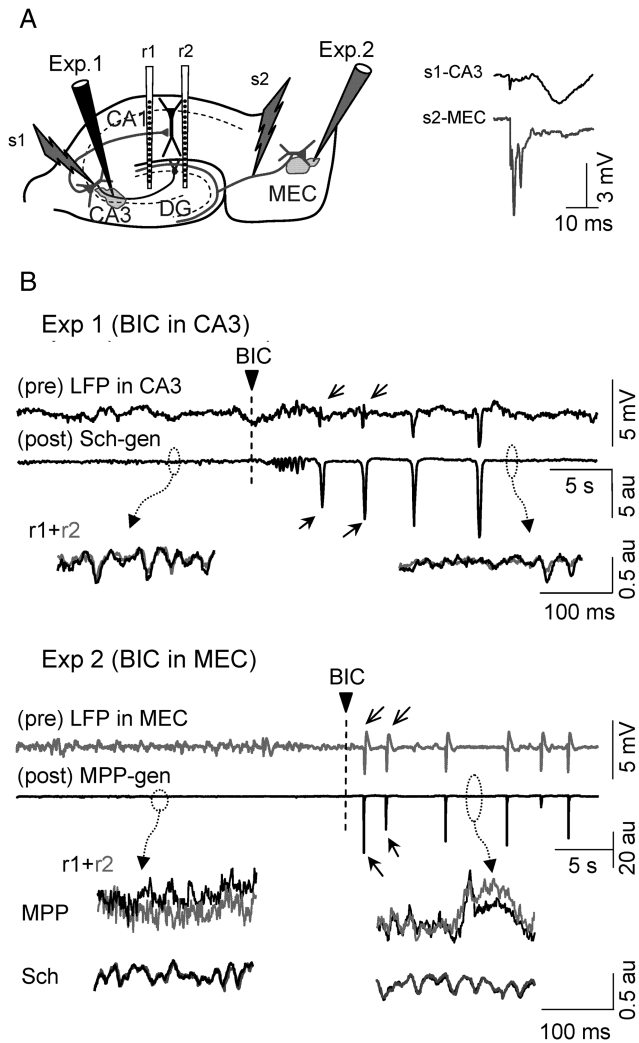 A
Exp.1
r1 r2
Exp.2
s1
CA1
s2
CA3
DG
MEC
s1-CA3
s2-MEC
3 mV
10 ms
B
Exp 1 (BIC in CA3)
BIC
(pre) LFP in CA3
5 mV
(post) Sch-gen
5 s
5 au
r1+r2
0.5 au
100 ms
Exp 2 (BIC in MEC)
BIC
(pre) LFP in MEC
5 mV
(post) MPP-gen
5 s
20 au
r1+r2
MPP
Sch
0.5 au
100 ms